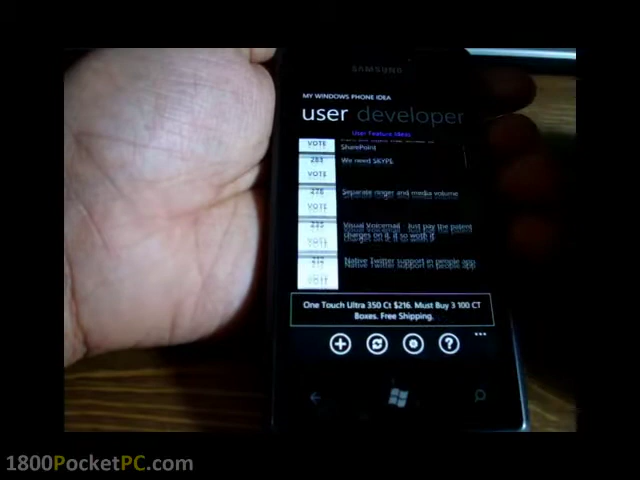 SAMSUNG
MY WINDOWS PHONE IDEA
user developer
User Feature Ideas
VOTE
SharePoint
283
We need SKYPE
VOTE
278
Separate ringer and media volume
VOTE
Visual Voicemail - Just pay the patent
charges on it, it so worth it
VOTE
Native Twitter support in people app
VOTE
One Touch Ultra 350 Ct $216. Must Buy 3 100 CT
Boxes. Free Shipping.
1800PocketPC.com